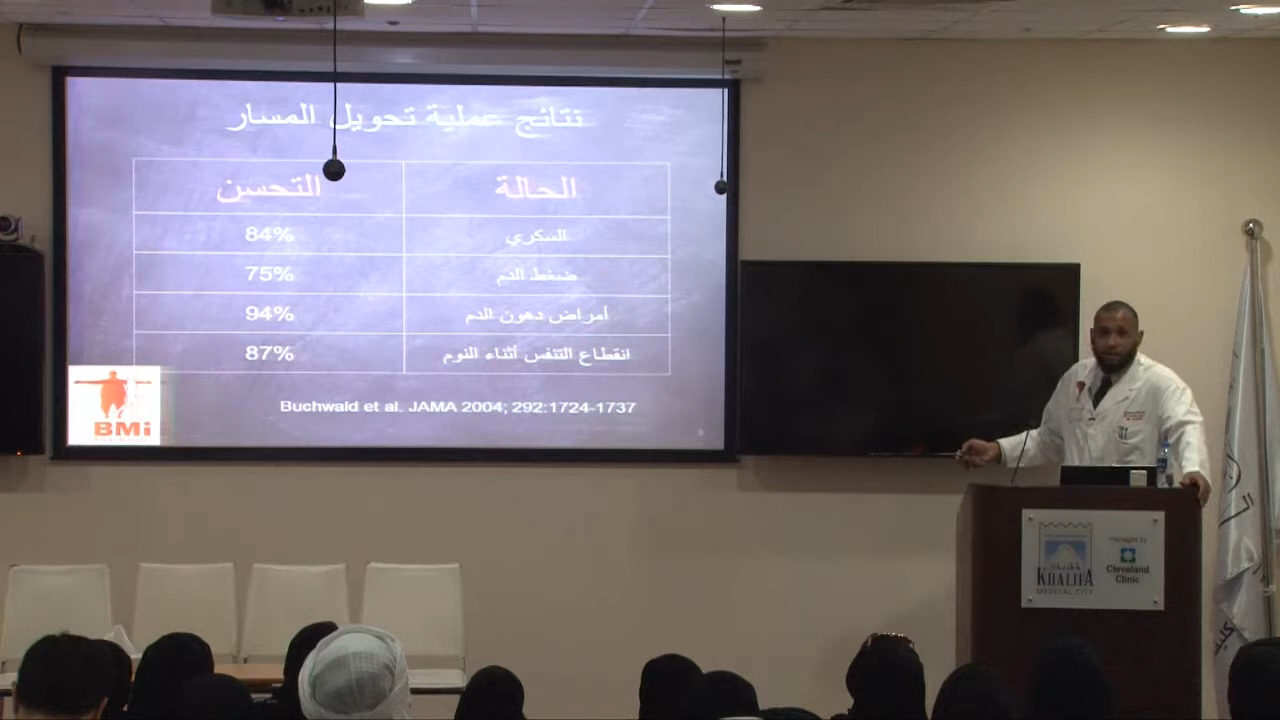 نتائج عملية تحويل المسار
الحالة التحسن
السكري 84%
ضغط الدم 75%
أمراض دهون الدم 94%
انقطاع التنفس أثناء النوم 87%
Buchwald et al. JAMA 2004; 292:1724-1737
BMi
KHALIFA
MEDICAL CITY
Managed by
Cleveland
Clinic